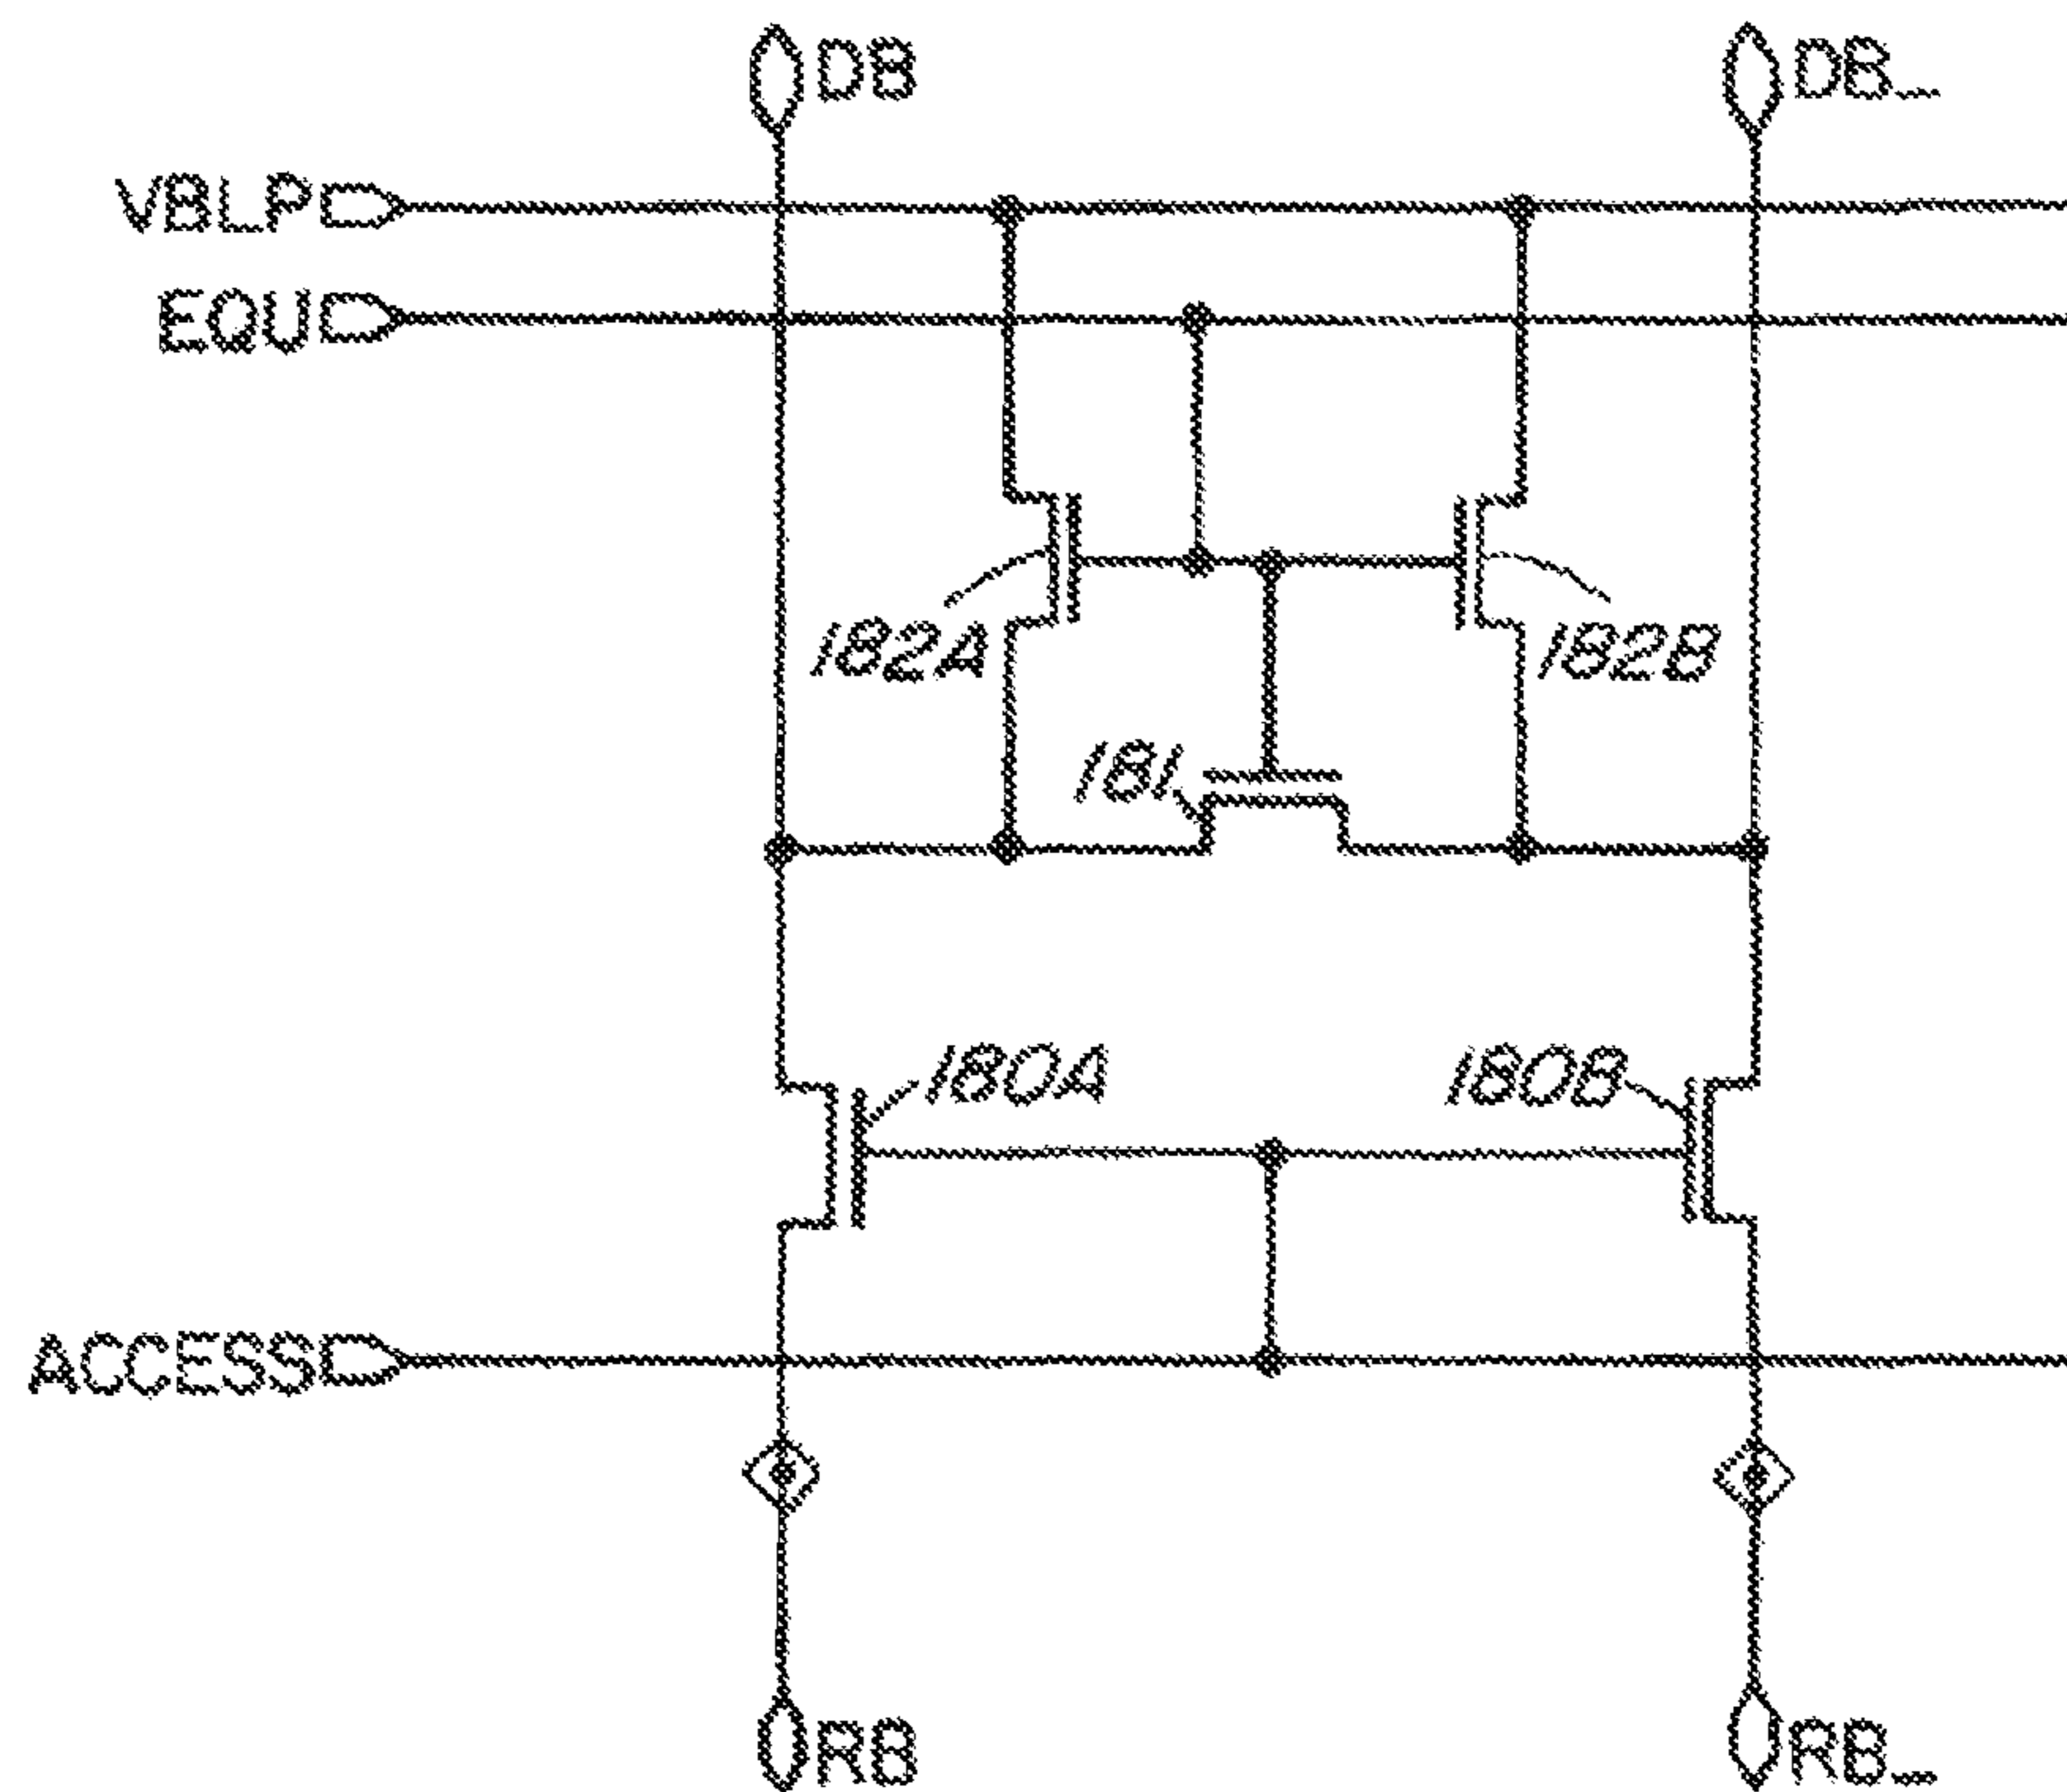 DB
DB_
VBLP
EQU
182A
182B
181
180A
180B
ACCESS
RB
RB_